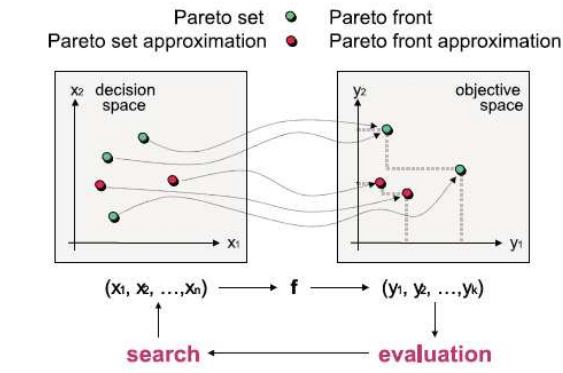 Pareto set Pareto front
Pareto set approximation Pareto front approximation
x2 decision space
y2 objective space
x1
y1
(x1, x2, ...,xn) f (y1, y2, ...,yk)
search evaluation